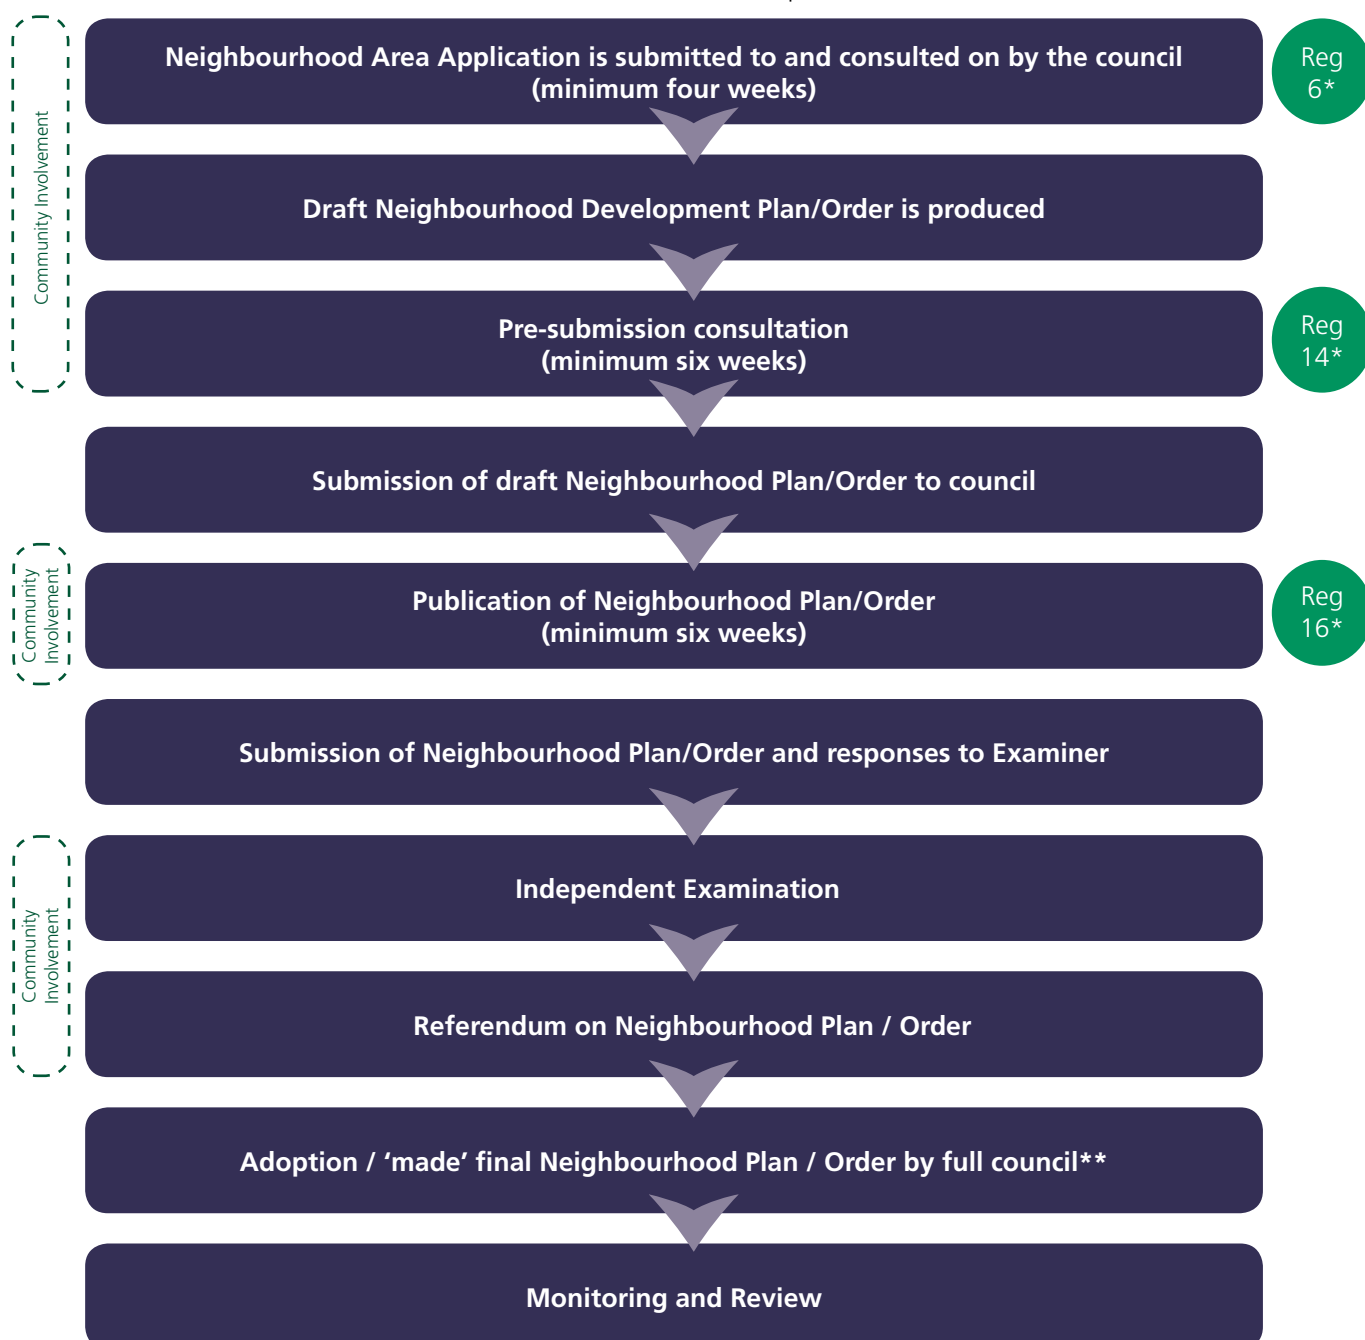 Neighbourhood Area Application is submitted to and consulted on by the council
(minimum four weeks)
Reg
6*
Community Involvement
Draft Neighbourhood Development Plan/Order is produced
Pre-submission consultation
(minimum six weeks)
Reg
14*
Submission of draft Neighbourhood Plan/Order to council
Community
Involvement
Publication of Neighbourhood Plan/Order
(minimum six weeks)
Reg
16*
Submission of Neighbourhood Plan/Order and responses to Examiner
Community
Involvement
Independent Examination
Referendum on Neighbourhood Plan / Order
Adoption / ‘made’ final Neighbourhood Plan / Order by full council**
Monitoring and Review